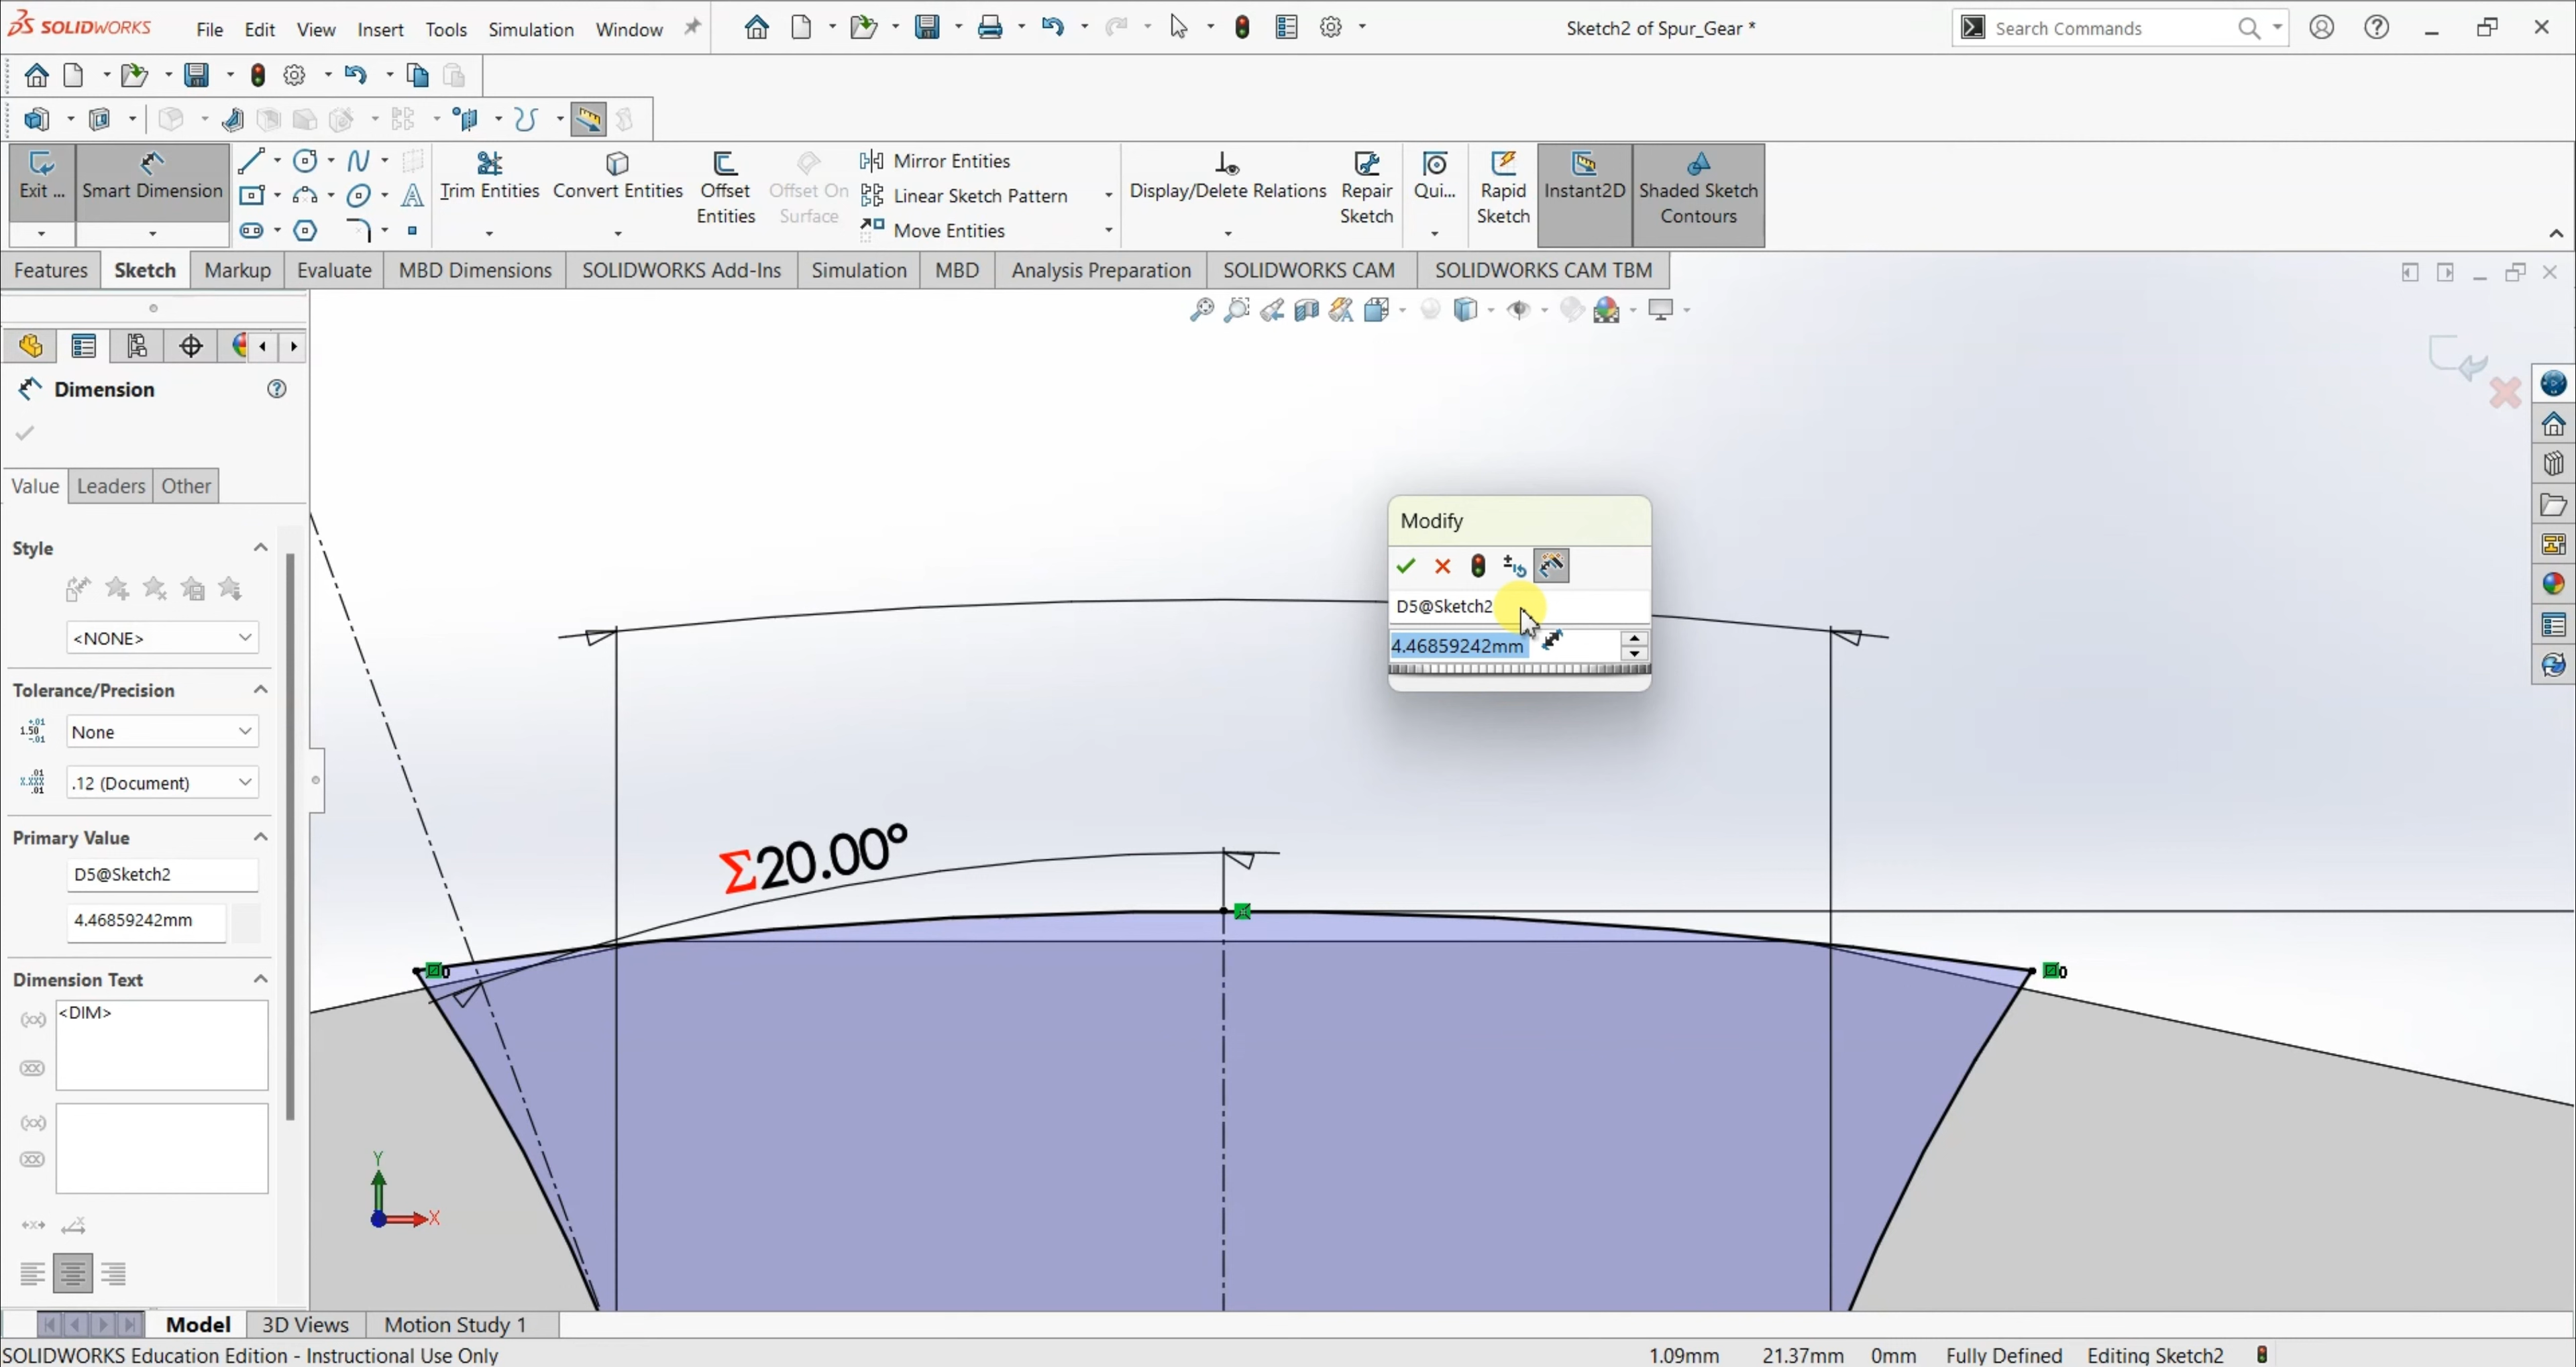 SOLIDWORKS File Edit View Insert Tools Simulation Window
Sketch2 of Spur_Gear *
Search Commands
Exit ...
Smart Dimension
Trim Entities
Convert Entities
Offset Entities
Offset On Surface
Mirror Entities
Linear Sketch Pattern
Move Entities
Display/Delete Relations
Repair Sketch
Qui...
Rapid Sketch
Instant2D
Shaded Sketch Contours
Features Sketch Markup Evaluate MBD Dimensions SOLIDWORKS Add-Ins Simulation MBD Analysis Preparation SOLIDWORKS CAM SOLIDWORKS CAM TBM
Dimension
Value Leaders Other
Style
<NONE>
Tolerance/Precision
None
.12 (Document)
Primary Value
D5@Sketch2
4.46859242mm
Dimension Text
<DIM>
Modify
D5@Sketch2
4.46859242mm
Σ20.00°
0
0
Y
X
Model 3D Views Motion Study 1
SOLIDWORKS Education Edition - Instructional Use Only
1.09mm 21.37mm 0mm Fully Defined Editing Sketch2